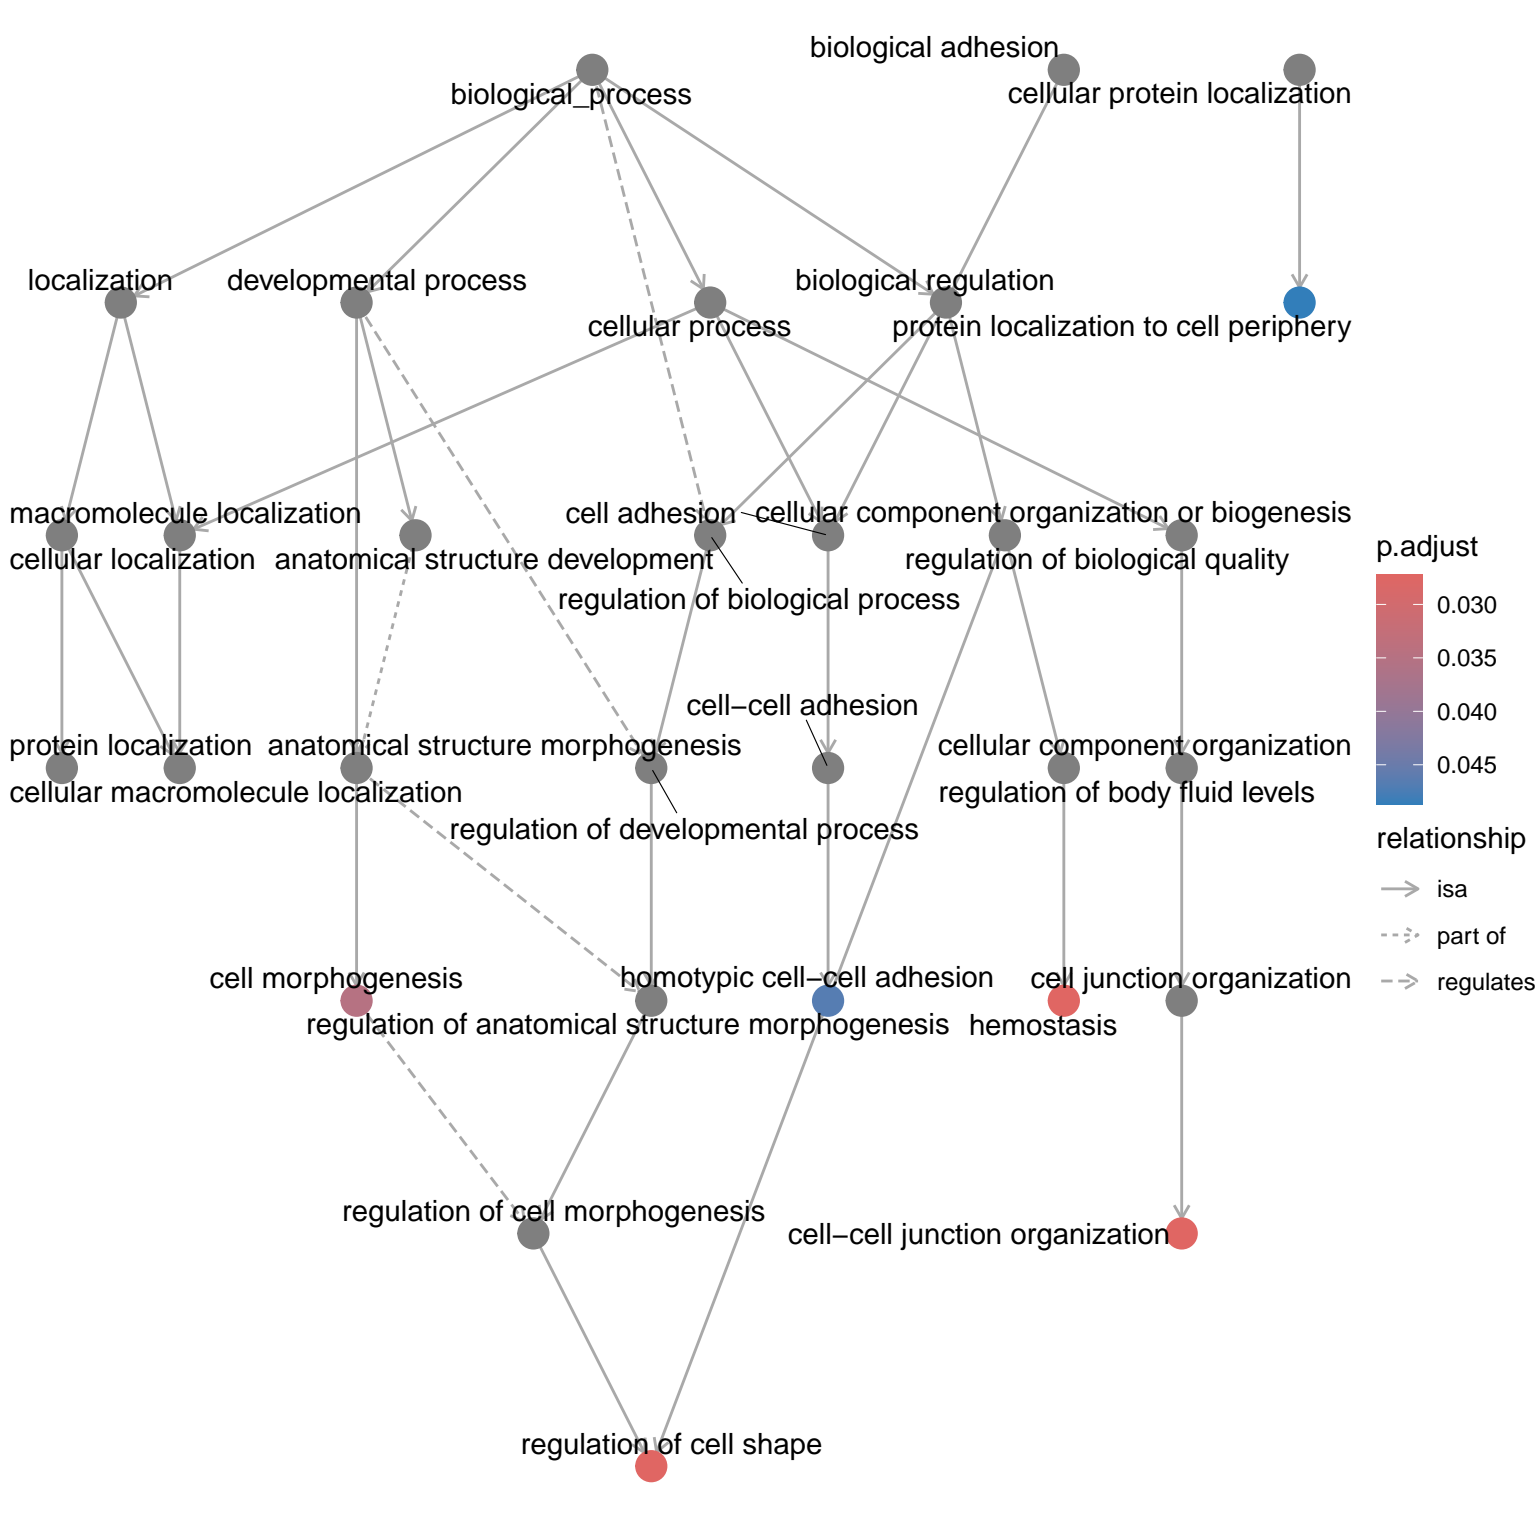 biological adhesion
biological_process
cellular protein localization
localization
developmental process
biological regulation
cellular process
protein localization to cell periphery
macromolecule localization
cell adhesion
cellular component organization or biogenesis
cellular localization
anatomical structure development
regulation of biological quality
regulation of biological process
cell−cell adhesion
protein localization
anatomical structure morphogenesis
cellular component organization
cellular macromolecule localization
regulation of body fluid levels
regulation of developmental process
cell morphogenesis
homotypic cell−cell adhesion
cell junction organization
regulation of anatomical structure morphogenesis
hemostasis
regulation of cell morphogenesis
cell−cell junction organization
regulation of cell shape
p.adjust
0.030
0.035
0.040
0.045
relationship
isa
part of
regulates